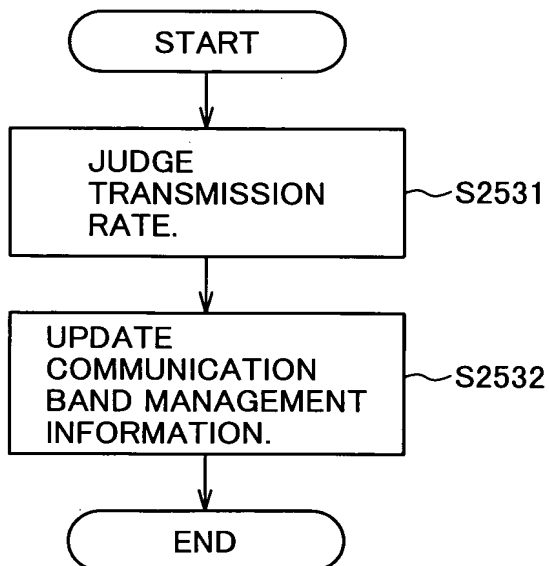 START
JUDGE
TRANSMISSION
RATE.
S2531
UPDATE
COMMUNICATION
BAND MANAGEMENT
INFORMATION.
S2532
END